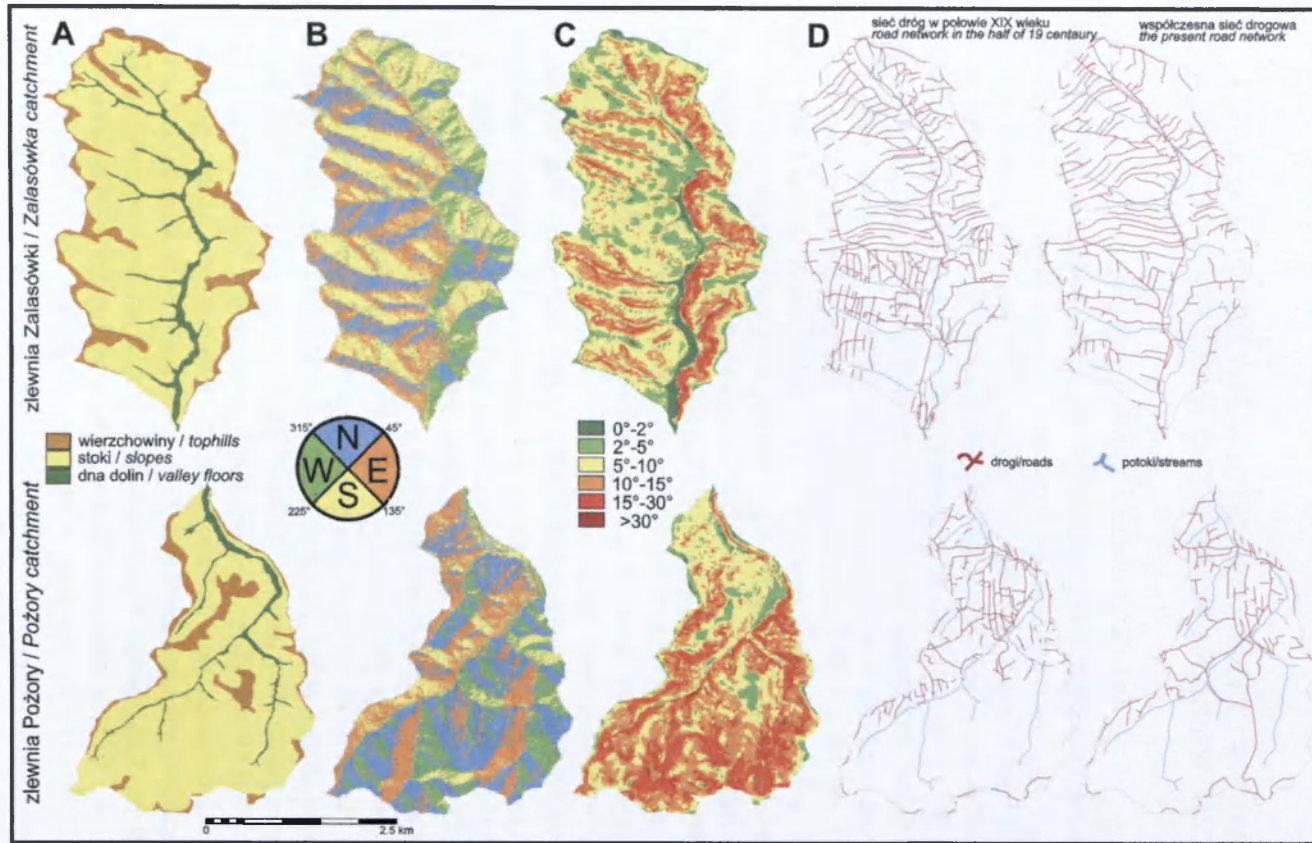 A
B
C
D
sieć dróg w połowie XIX wieku
road network in the half of 19 centaury
współczesna sieć drogowa
the present road network
zlewnia Zalasówki / Zalasówka catchment
wierzchowiny / tophills
stoki / slopes
dna dolin / valley floors
315°
45°
N
W
E
S
225°
135°
0°-2°
2°-5°
5°-10°
10°-15°
15°-30°
>30°
drogi/roads
potoki/streams
zlewnia Pożory / Pożory catchment
0
2.5 km